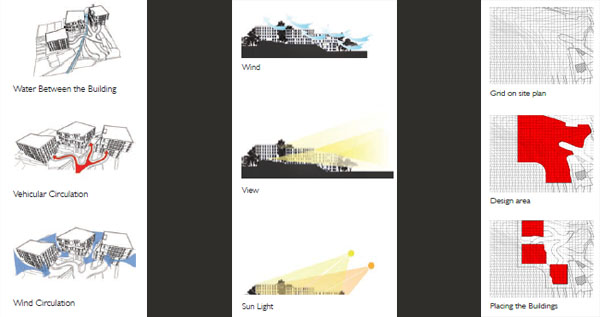 Water Between the Building
Vehicular Circulation
Wind Circulation
Wind
View
Sun Light
Grid on site plan
Design area
Placing the Buildings